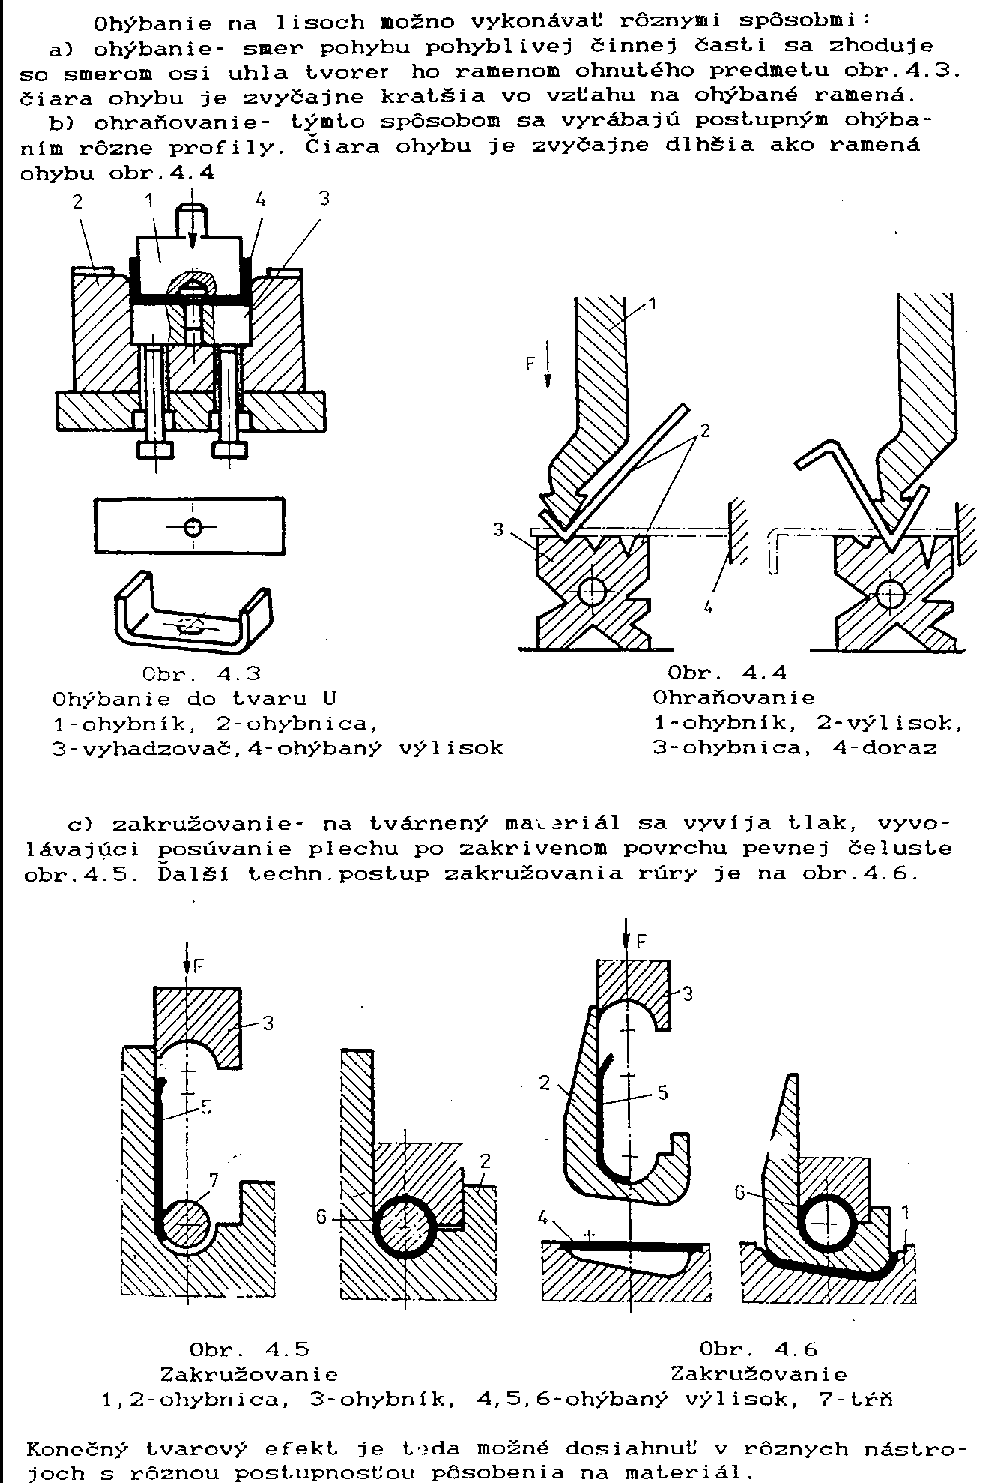 Ohýbanie na lisoch možno vykonávať rôznymi spôsobmi:
a) ohýbanie- smer pohybu pohyblivej činnej časti sa zhoduje
so smerom osi uhla tvorer ho ramenom ohnutého predmetu obr.4.3.
čiara ohybu je zvyčajne kratšia vo vzťahu na ohýbané ramená.
b) ohraňovanie- týmto spôsobom sa vyrábajú postupným ohýba-
ním rôzne profily. Čiara ohybu je zvyčajne dlhšia ako ramená
ohybu obr.4.4
2 1 4 3
1
F
2
3
4
Obr. 4.3
Ohýbanie do tvaru U
1-ohybník, 2-ohybnica,
3-vyhadzovač,4-ohýbaný výlisok
Obr. 4.4
Ohraňovanie
1-ohybník, 2-výlisok,
3-ohybnica, 4-doraz
c) zakružovanie- na tvárnený materiál sa vyvíja tlak, vyvo-
lávajúci posúvanie plechu po zakrivenom povrchu pevnej čeluste
obr.4.5. Ďalší techn.postup zakružovania rúry je na obr.4.6.
F
3
5
7
6
2
F
3
2
5
4
6
1
Obr. 4.5
Zakružovanie
Obr. 4.6
Zakružovanie
1,2-ohybnica, 3-ohybník, 4,5,6-ohýbaný výlisok, 7-tŕň
Konečný tvarový efekt je teda možné dosiahnuť v rôznych nástro-
joch s rôznou postupnosťou pôsobenia na materiál.